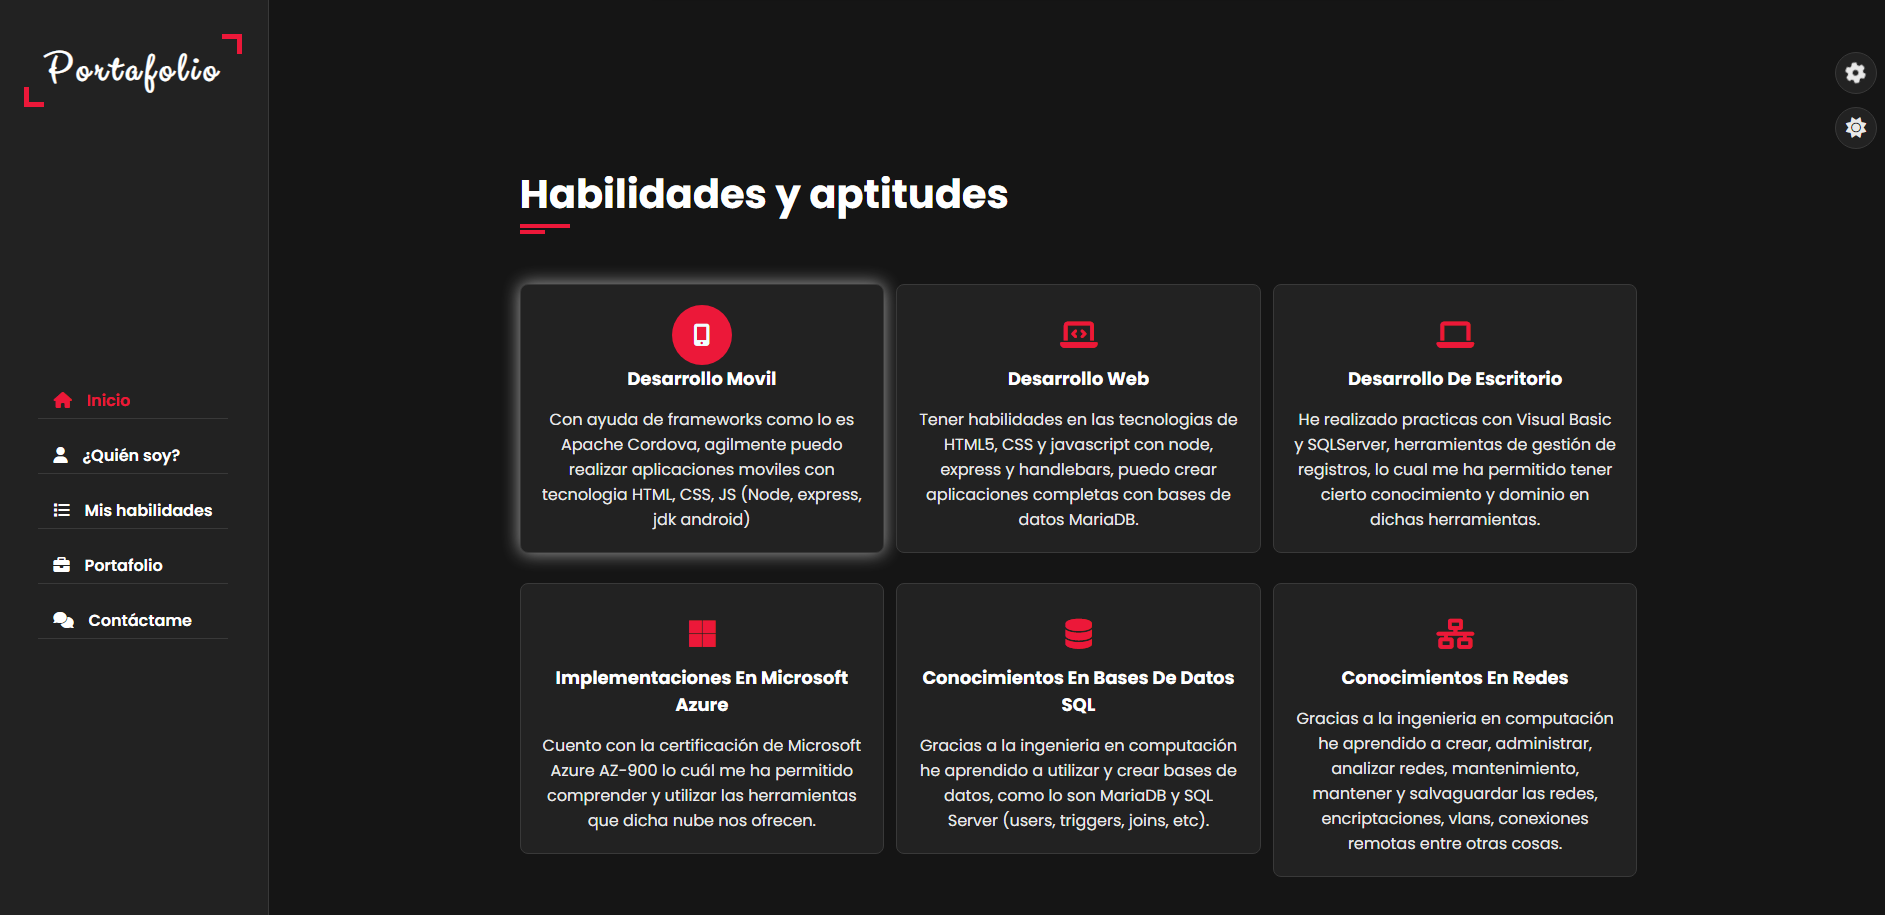 Portafolio
Inicio
¿Quién soy?
Mis habilidades
Portafolio
Contáctame
Habilidades y aptitudes
Desarrollo Movil
Con ayuda de frameworks como lo es
Apache Cordova, agilmente puedo
realizar aplicaciones moviles con
tecnologia HTML, CSS, JS (Node, express,
jdk android)
Desarrollo Web
Tener habilidades en las tecnologias de
HTML5, CSS y javascript con node,
express y handlebars, puedo crear
aplicaciones completas con bases de
datos MariaDB.
Desarrollo De Escritorio
He realizado practicas con Visual Basic
y SQLServer, herramientas de gestión de
registros, lo cual me ha permitido tener
cierto conocimiento y dominio en
dichas herramientas.
Implementaciones En Microsoft
Azure
Cuento con la certificación de Microsoft
Azure AZ-900 lo cuál me ha permitido
comprender y utilizar las herramientas
que dicha nube nos ofrecen.
Conocimientos En Bases De Datos
SQL
Gracias a la ingenieria en computación
he aprendido a utilizar y crear bases de
datos, como lo son MariaDB y SQL
Server (users, triggers, joins, etc).
Conocimientos En Redes
Gracias a la ingenieria en computación
he aprendido a crear, administrar,
analizar redes, mantenimiento,
mantener y salvaguardar las redes,
encriptaciones, vlans, conexiones
remotas entre otras cosas.